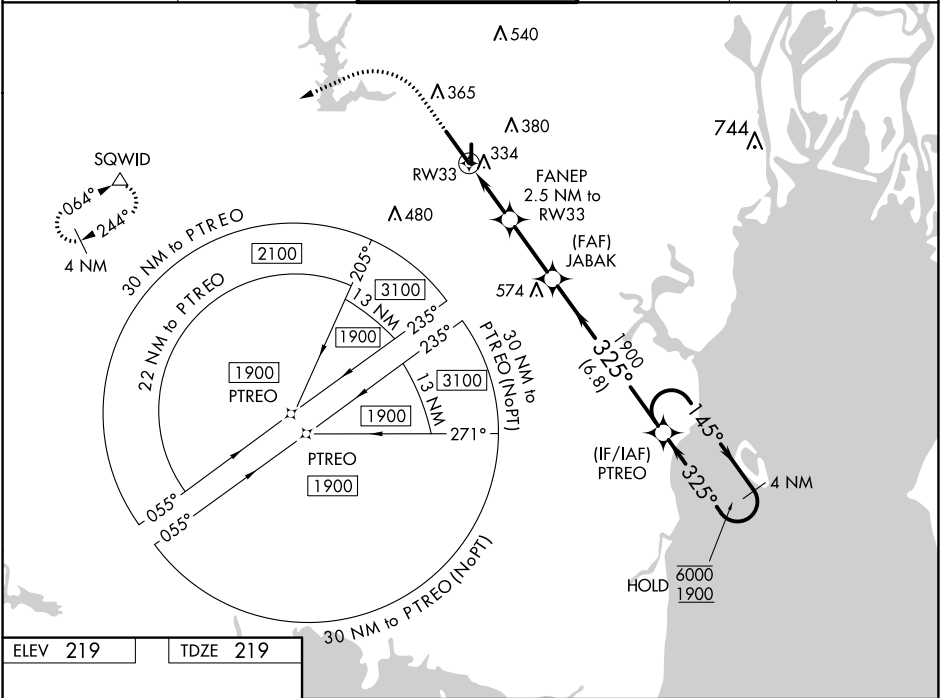 540
365
380
744
334
SQWID
RW33
FANEP
2.5 NM to
RW33
064°
244°
4 NM
480
(FAF)
JABAK
574
30 NM to PTREO
2100
205°
3100
13 NM
22 NM to PTREO
1900
235°
235°
30 NM to
PTREO (NoPT)
1900
325°
(6.8)
1900
PTREO
3100
13 NM
1900
271°
145°
PTREO
1900
(IF/IAF)
PTREO
325°
4 NM
055°
055°
HOLD
6000
1900
30 NM to PTREO (NoPT)
ELEV 219
TDZE 219